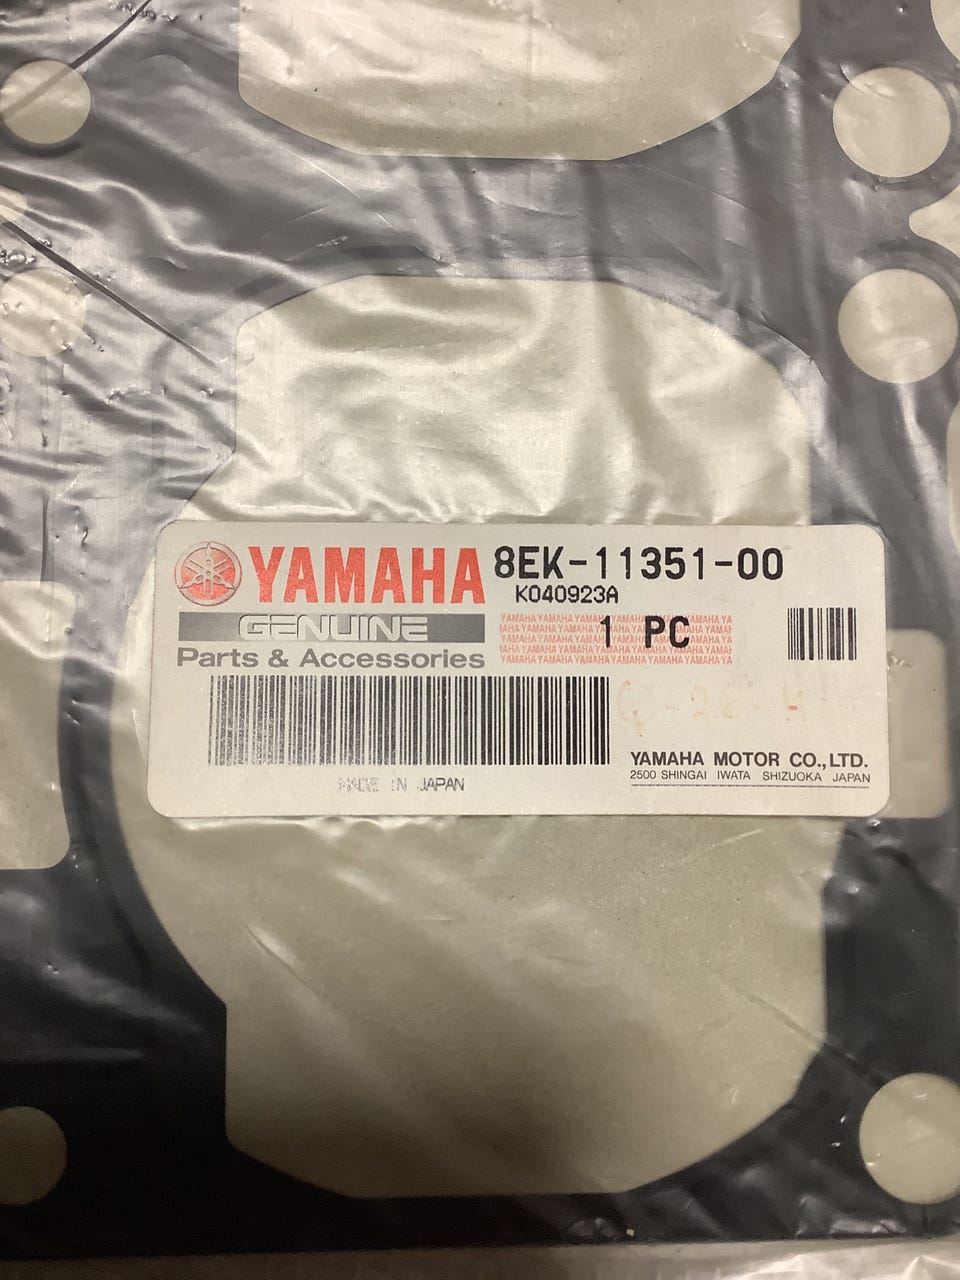 YAMAHA 8EK-11351-00
K040923A
GENUINE
1 PC
Parts & Accessories
YAMAHA MOTOR CO.,LTD.
2500 SHINGAI IWATA SHIZUOKA JAPAN
MADE IN JAPAN